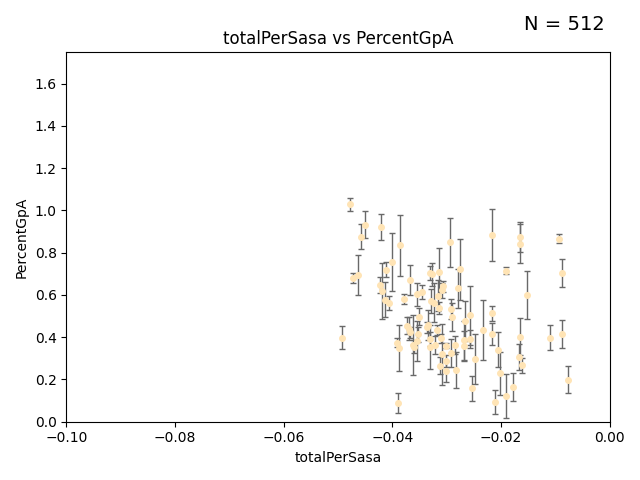 N = 512
totalPerSasa vs PercentGpA
1.6
1.4
1.2
1.0
0.8
0.6
0.4
0.2
0.0
PercentGpA
−0.10 −0.08 −0.06 −0.04 −0.02 0.00
totalPerSasa